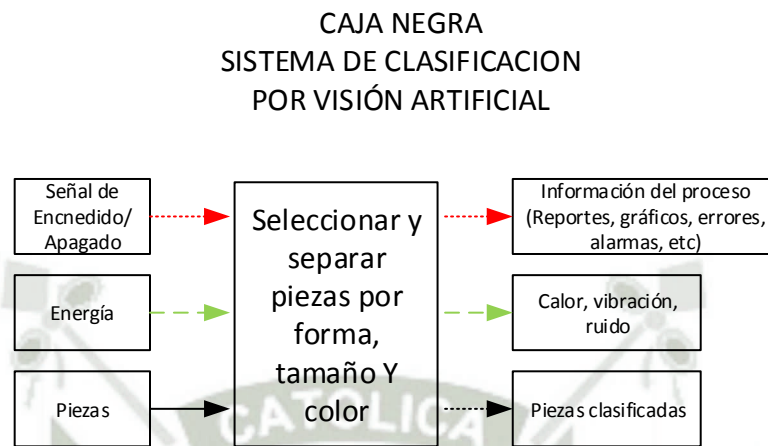 CAJA NEGRA
SISTEMA DE CLASIFICACION
POR VISIÓN ARTIFICIAL
Señal de
Encnedido/
Apagado
Seleccionar y
separar
piezas por
forma,
tamaño Y
color
Información del proceso
(Reportes, gráficos, errores,
alarmas, etc)
Energía
Calor, vibración,
ruido
Piezas
Piezas clasificadas
CATOLICA